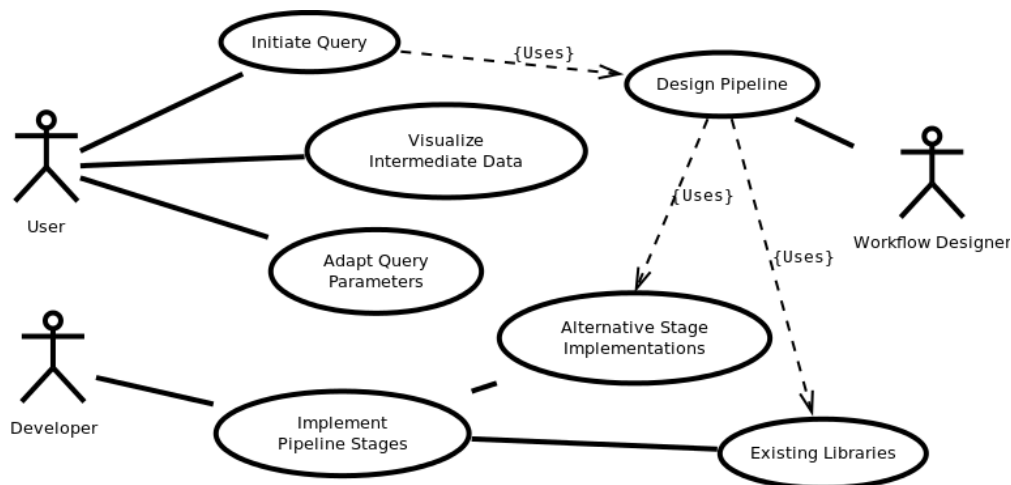 Initiate Query
{Uses}
Design Pipeline
Visualize
Intermediate Data
{Uses}
User
Workflow Designer
{Uses}
Adapt Query
Parameters
Alternative Stage
Implementations
Developer
Implement
Pipeline Stages
Existing Libraries